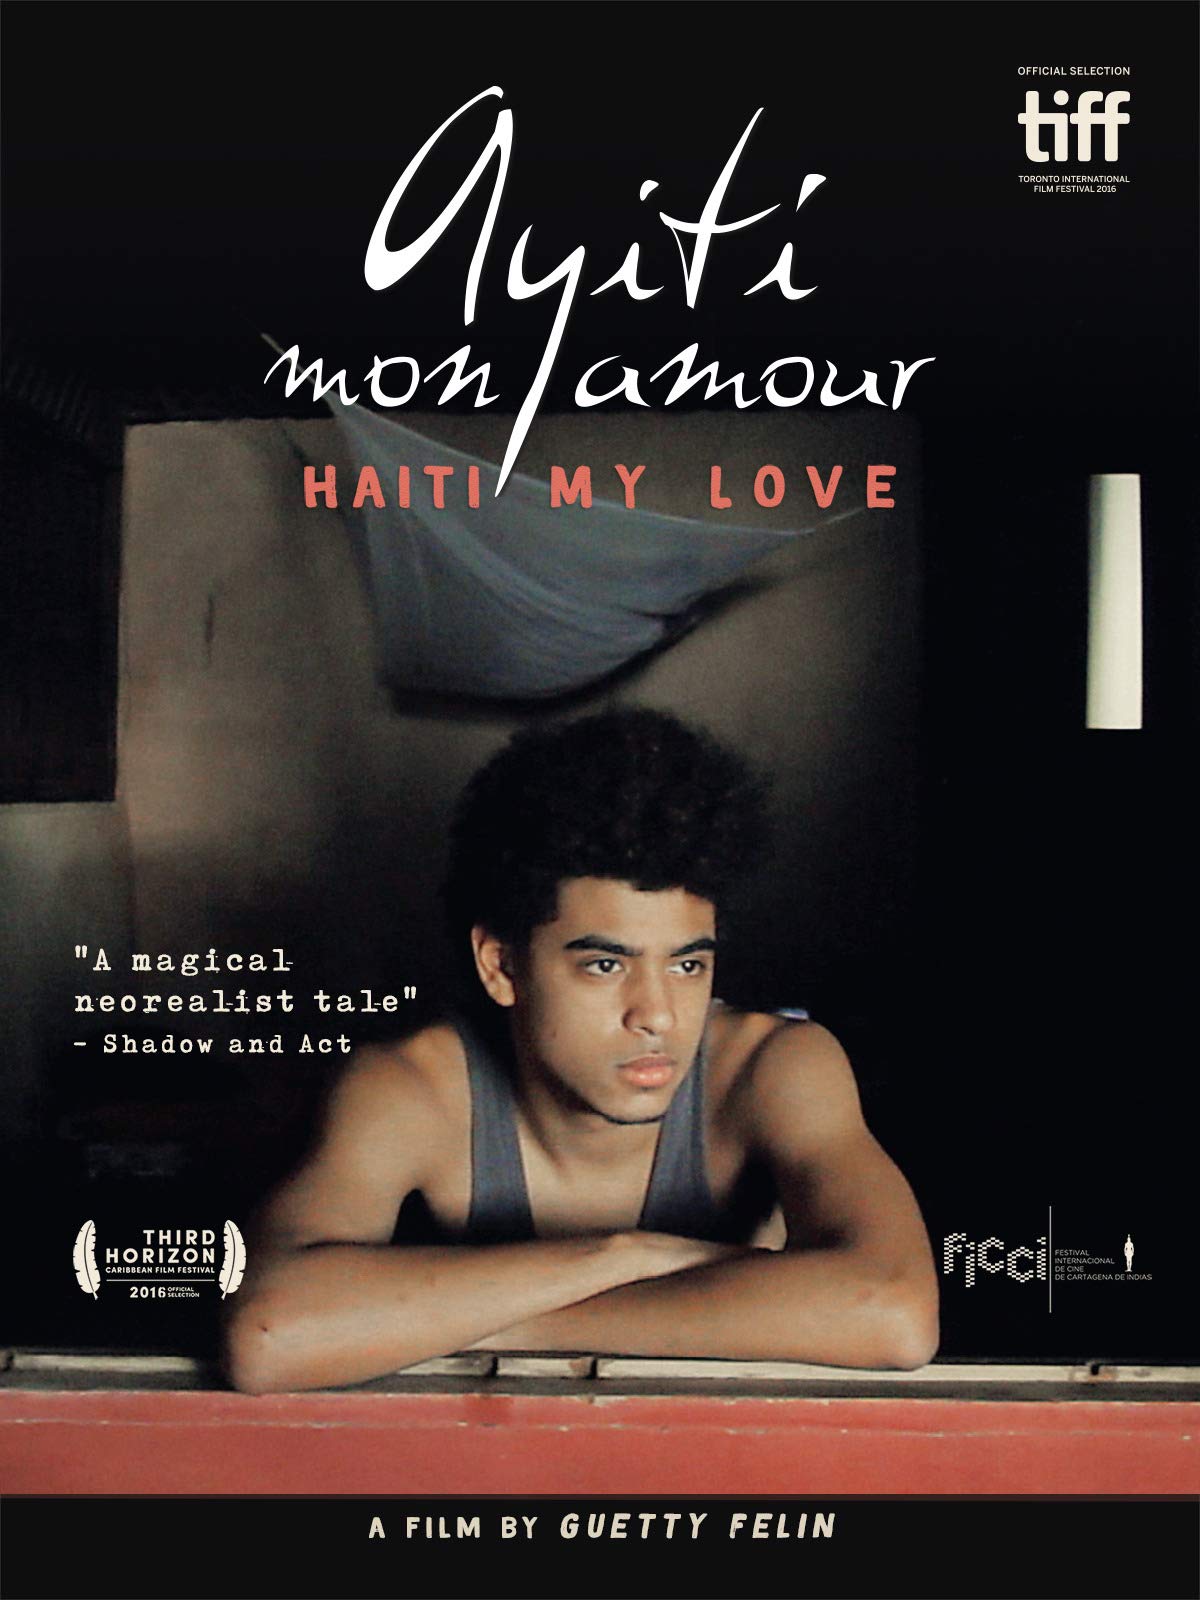 OFFICIAL SELECTION
tiff
TORONTO INTERNATIONAL
FILM FESTIVAL 2016
Ayiti
mon amour
HAITI MY LOVE
"A magical
neorealist tale"
- Shadow and Act
THIRD
HORIZON
CARIBBEAN FILM FESTIVAL
2016 OFFICIAL
SELECTION
ficci
FESTIVAL
INTERNACIONAL
DE CINE
DE CARTAGENA DE INDIAS
A FILM BY GUETTY FELIN